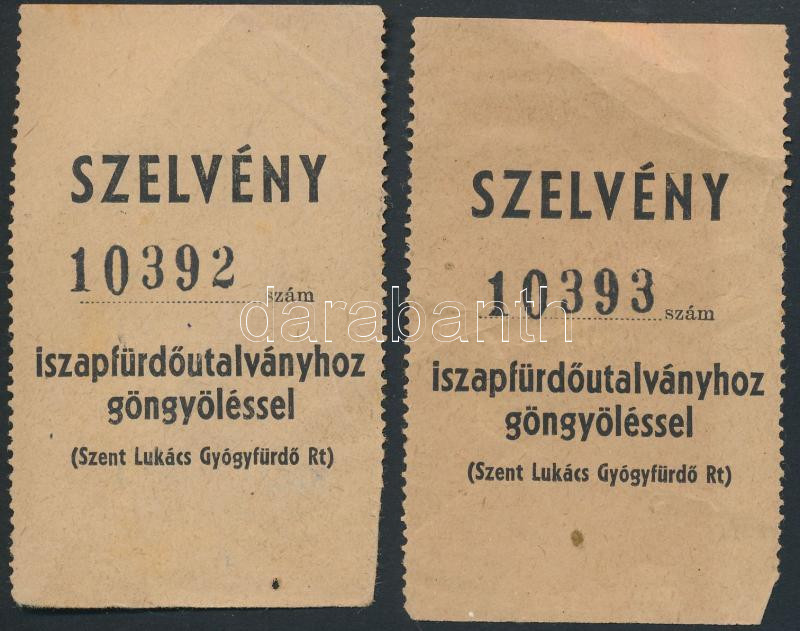 SZELVÉNY
10392 szám
iszapfürdőutalványhoz
göngyöléssel
(Szent Lukács Gyógyfürdő Rt)
SZELVÉNY
10393 szám
iszapfürdőutalványhoz
göngyöléssel
(Szent Lukács Gyógyfürdő Rt)
darabanth